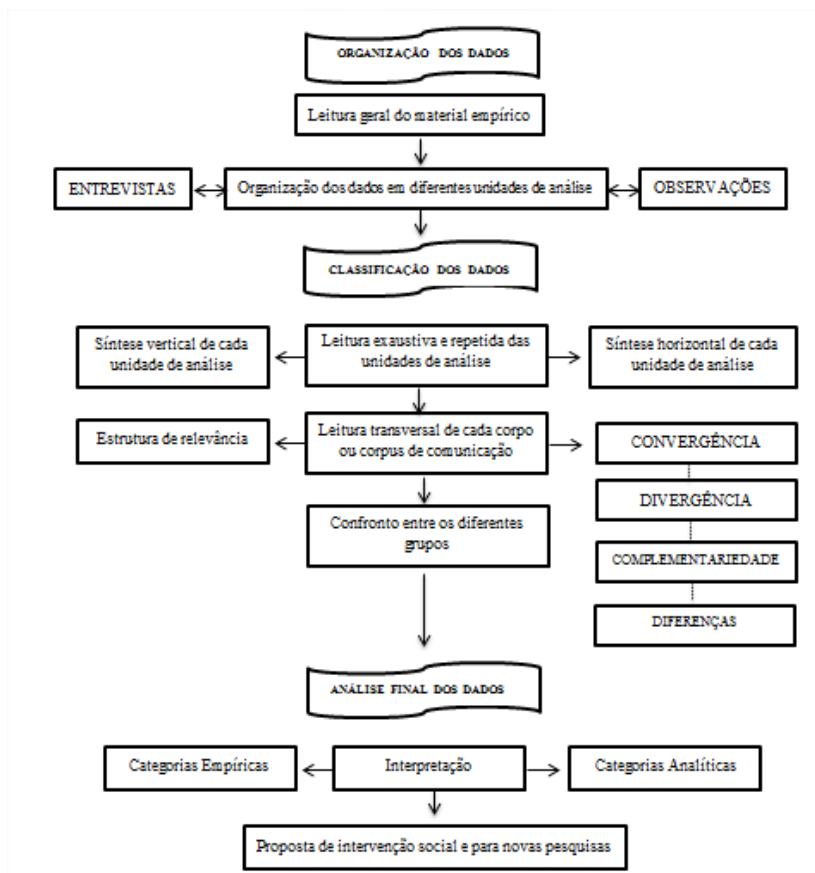 ORGANIZAÇÃO DOS DADOS
Leitura geral do material empírico
ENTREVISTAS
Organização dos dados em diferentes unidades de análise
OBSERVAÇÕES
CLASSIFICAÇÃO DOS DADOS
Síntese vertical de cada
unidade de análise
Leitura exaustiva e repetida das
unidades de análise
Síntese horizontal de cada
unidade de análise
Estrutura de relevância
Leitura transversal de cada corpo
ou corpus de comunicação
CONVERGÊNCIA
DIVERGÊNCIA
Confronto entre os diferentes
grupos
COMPLEMENTARIEDADE
DIFERENÇAS
ANÁLISE FINAL DOS DADOS
Categorias Empíricas
Interpretação
Categorias Analíticas
Proposta de intervenção social e para novas pesquisas